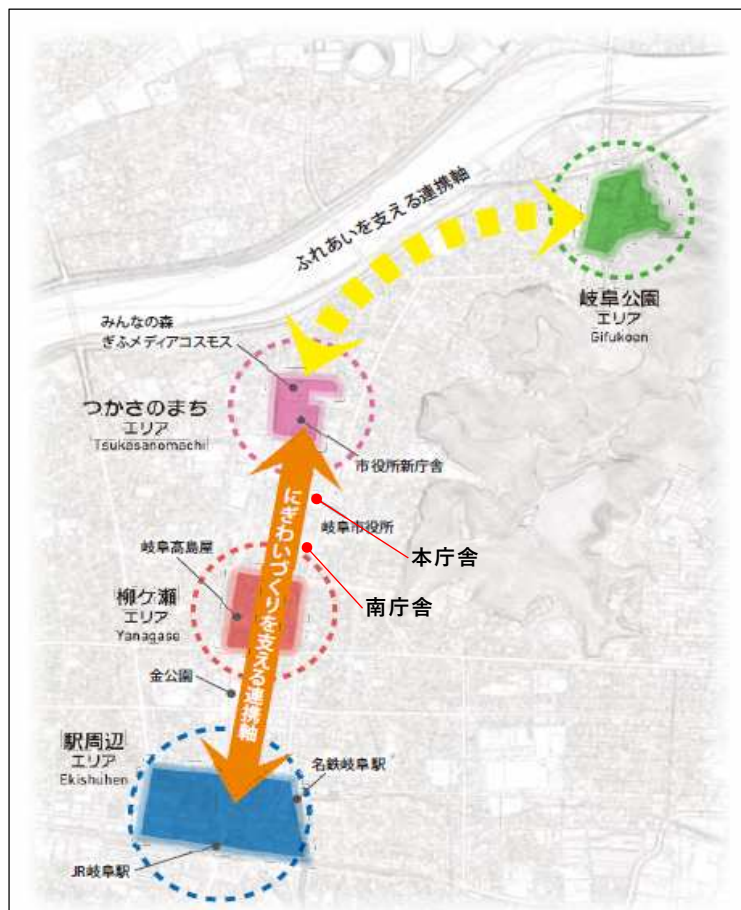 ふれあいを支える連携軸
岐阜公園
エリア
Gifukoen
みんなの森
ぎふメディアコスモス
つかさのまち
エリア
Tsukasanomachi
市役所新庁舎
にぎわいづくりを支える連携軸
岐阜市役所
本庁舎
岐阜高島屋
南庁舎
柳ケ瀬
エリア
Yanagase
金公園
駅周辺
エリア
Ekishuhen
名鉄岐阜駅
JR岐阜駅